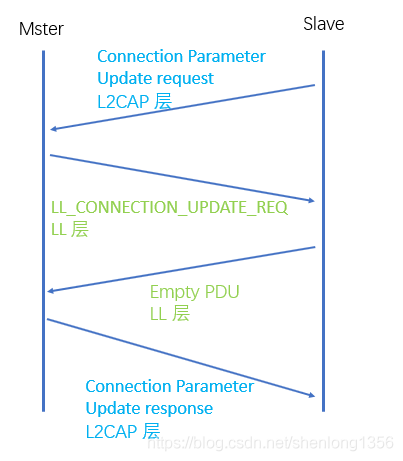 Mster
Slave
Connection Parameter
Update request
L2CAP 层
LL_CONNECTION_UPDATE_REQ
LL 层
Empty PDU
LL 层
Connection Parameter
Update response
L2CAP 层
https://blog.csdn.net/shenlong1356